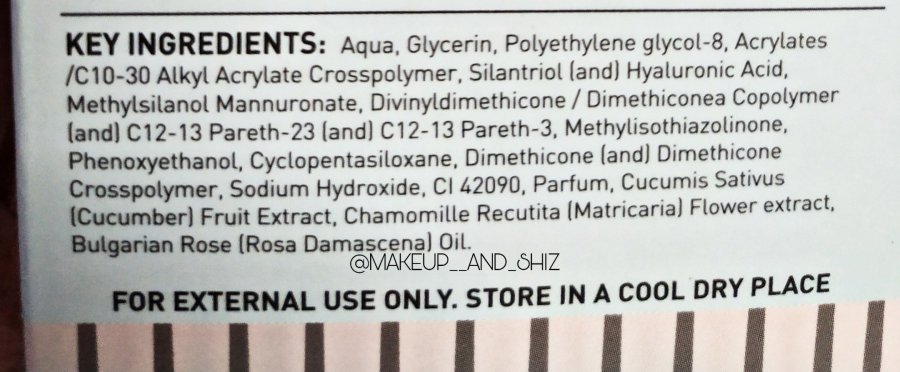 KEY INGREDIENTS: Aqua, Glycerin, Polyethylene glycol-8, Acrylates
/C10-30 Alkyl Acrylate Crosspolymer, Silantriol (and) Hyaluronic Acid,
Methylsilanol Mannuronate, Divinyldimethicone / Dimethiconea Copolymer
(and) C12-13 Pareth-23 (and) C12-13 Pareth-3, Methylisothiazolinone,
Phenoxyethanol, Cyclopentasiloxane, Dimethicone (and) Dimethicone
Crosspolymer, Sodium Hydroxide, CI 42090, Parfum, Cucumis Sativus
(Cucumber) Fruit Extract, Chamomille Recutita (Matricaria) Flower extract,
Bulgarian Rose (Rosa Damascena) Oil.
@MAKEUP__AND_SHIZ
FOR EXTERNAL USE ONLY. STORE IN A COOL DRY PLACE